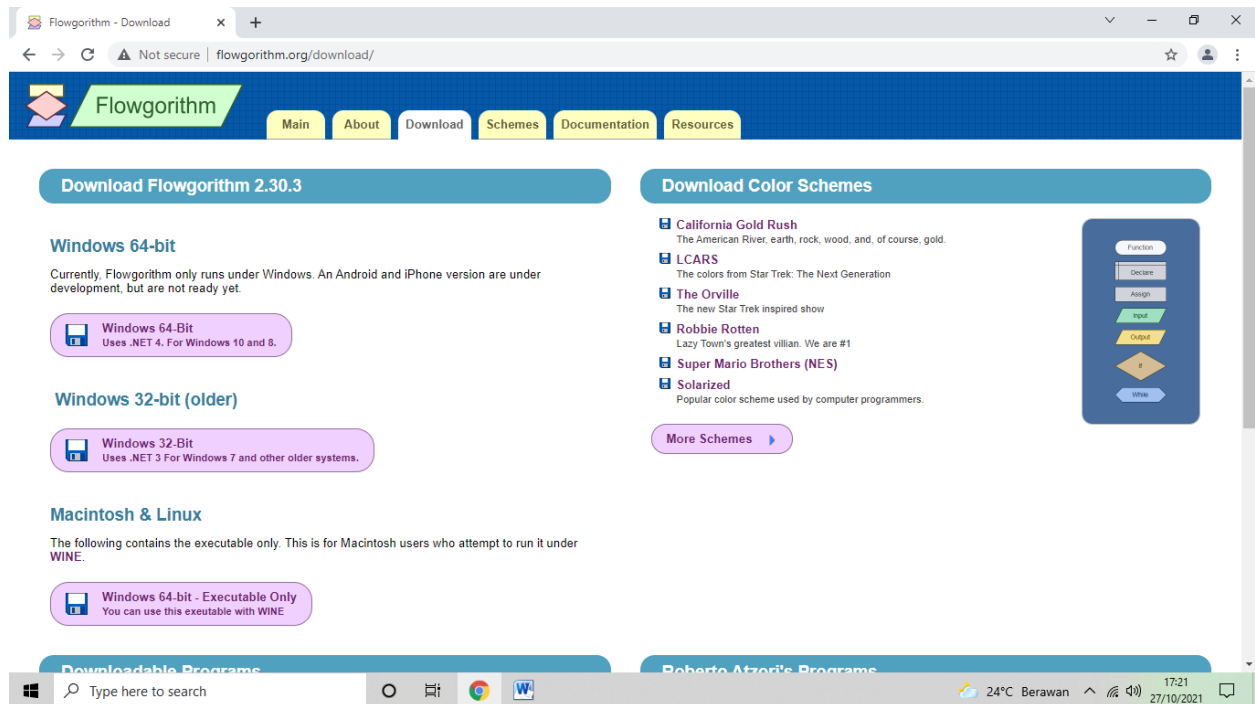 Flowgorithm - Download
Not secure | flowgorithm.org/download/
Flowgorithm
Main About Download Schemes Documentation Resources
Download Flowgorithm 2.30.3
Windows 64-bit
Currently, Flowgorithm only runs under Windows. An Android and iPhone version are under
development, but are not ready yet.
Windows 64-Bit
Uses .NET 4. For Windows 10 and 8.
Windows 32-bit (older)
Windows 32-Bit
Uses .NET 3 For Windows 7 and other older systems.
Macintosh & Linux
The following contains the executable only. This is for Macintosh users who attempt to run it under
WINE.
Windows 64-bit - Executable Only
You can use this exeutable with WINE
Downloadable Programs
Download Color Schemes
California Gold Rush
The American River, earth, rock, wood, and, of course, gold.
LCARS
The colors from Star Trek: The Next Generation
The Orville
The new Star Trek inspired show
Robbie Rotten
Lazy Town's greatest villian. We are #1
Super Mario Brothers (NES)
Solarized
Popular color scheme used by computer programmers.
More Schemes
Function
Declare
Assign
Input
Output
If
While
Roberto Atzori's Programs
Type here to search
24°C Berawan
17:21
27/10/2021